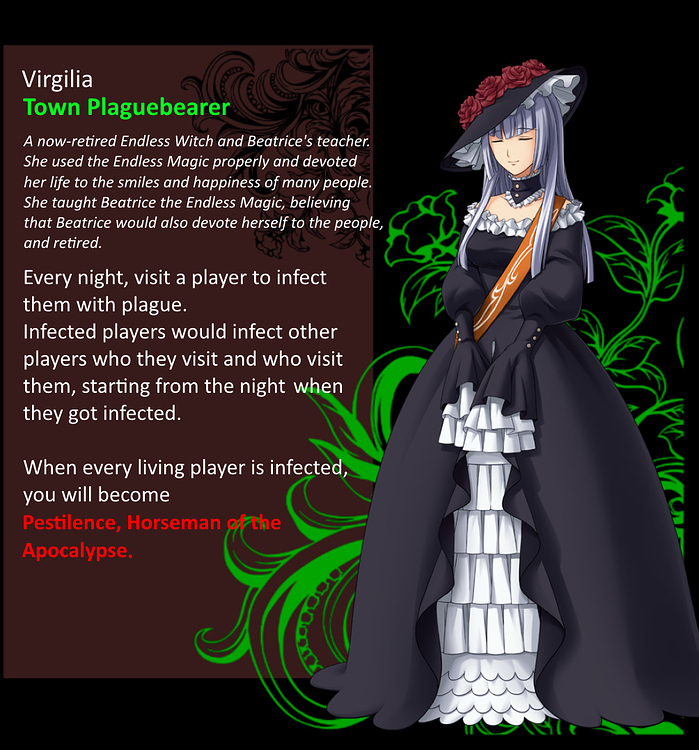 Virgilia
Town Plaguebearer
A now-retired Endless Witch and Beatrice's teacher.
She used the Endless Magic properly and devoted
her life to the smiles and happiness of many people.
She taught Beatrice the Endless Magic, believing
that Beatrice would also devote herself to the people,
and retired.
Every night, visit a player to infect
them with plague.
Infected players would infect other
players who they visit and who visit
them, starting from the night when
they got infected.
When every living player is infected,
you will become
Pestilence, Horseman of the
Apocalypse.